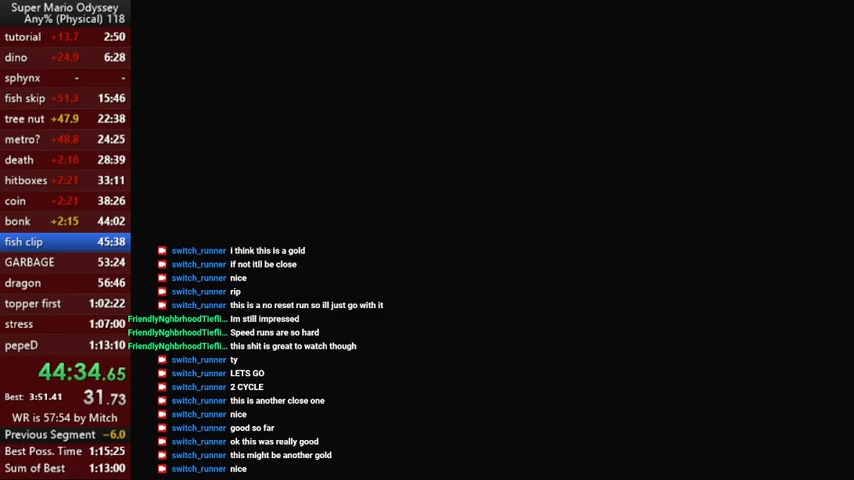 Super Mario Odyssey
Any% (Physical) 118
tutorial +13.7 2:50
dino +24.9 6:28
sphynx - -
fish skip +51.3 15:46
tree nut +47.9 22:38
metro? +48.8 24:25
death +2:16 28:39
hitboxes +2:21 33:11
coin +2:21 38:26
bonk +2:15 44:02
fish clip 45:38
GARBAGE 53:24
dragon 56:46
topper first 1:02:22
stress 1:07:00
pepeD 1:13:10
44:34.65
Best: 3:51.41 31.73
WR is 57:54 by Mitch
Previous Segment -6.0
Best Poss. Time 1:15:25
Sum of Best 1:13:00
switch_runner i think this is a gold
switch_runner if not itll be close
switch_runner nice
switch_runner rip
switch_runner this is a no reset run so ill just go with it
FriendlyNghbrhoodTiefli... Im still impressed
FriendlyNghbrhoodTiefli... Speed runs are so hard
FriendlyNghbrhoodTiefli... this shit is great to watch though
switch_runner ty
switch_runner LETS GO
switch_runner 2 CYCLE
switch_runner this is another close one
switch_runner nice
switch_runner good so far
switch_runner ok this was really good
switch_runner this might be another gold
switch_runner nice